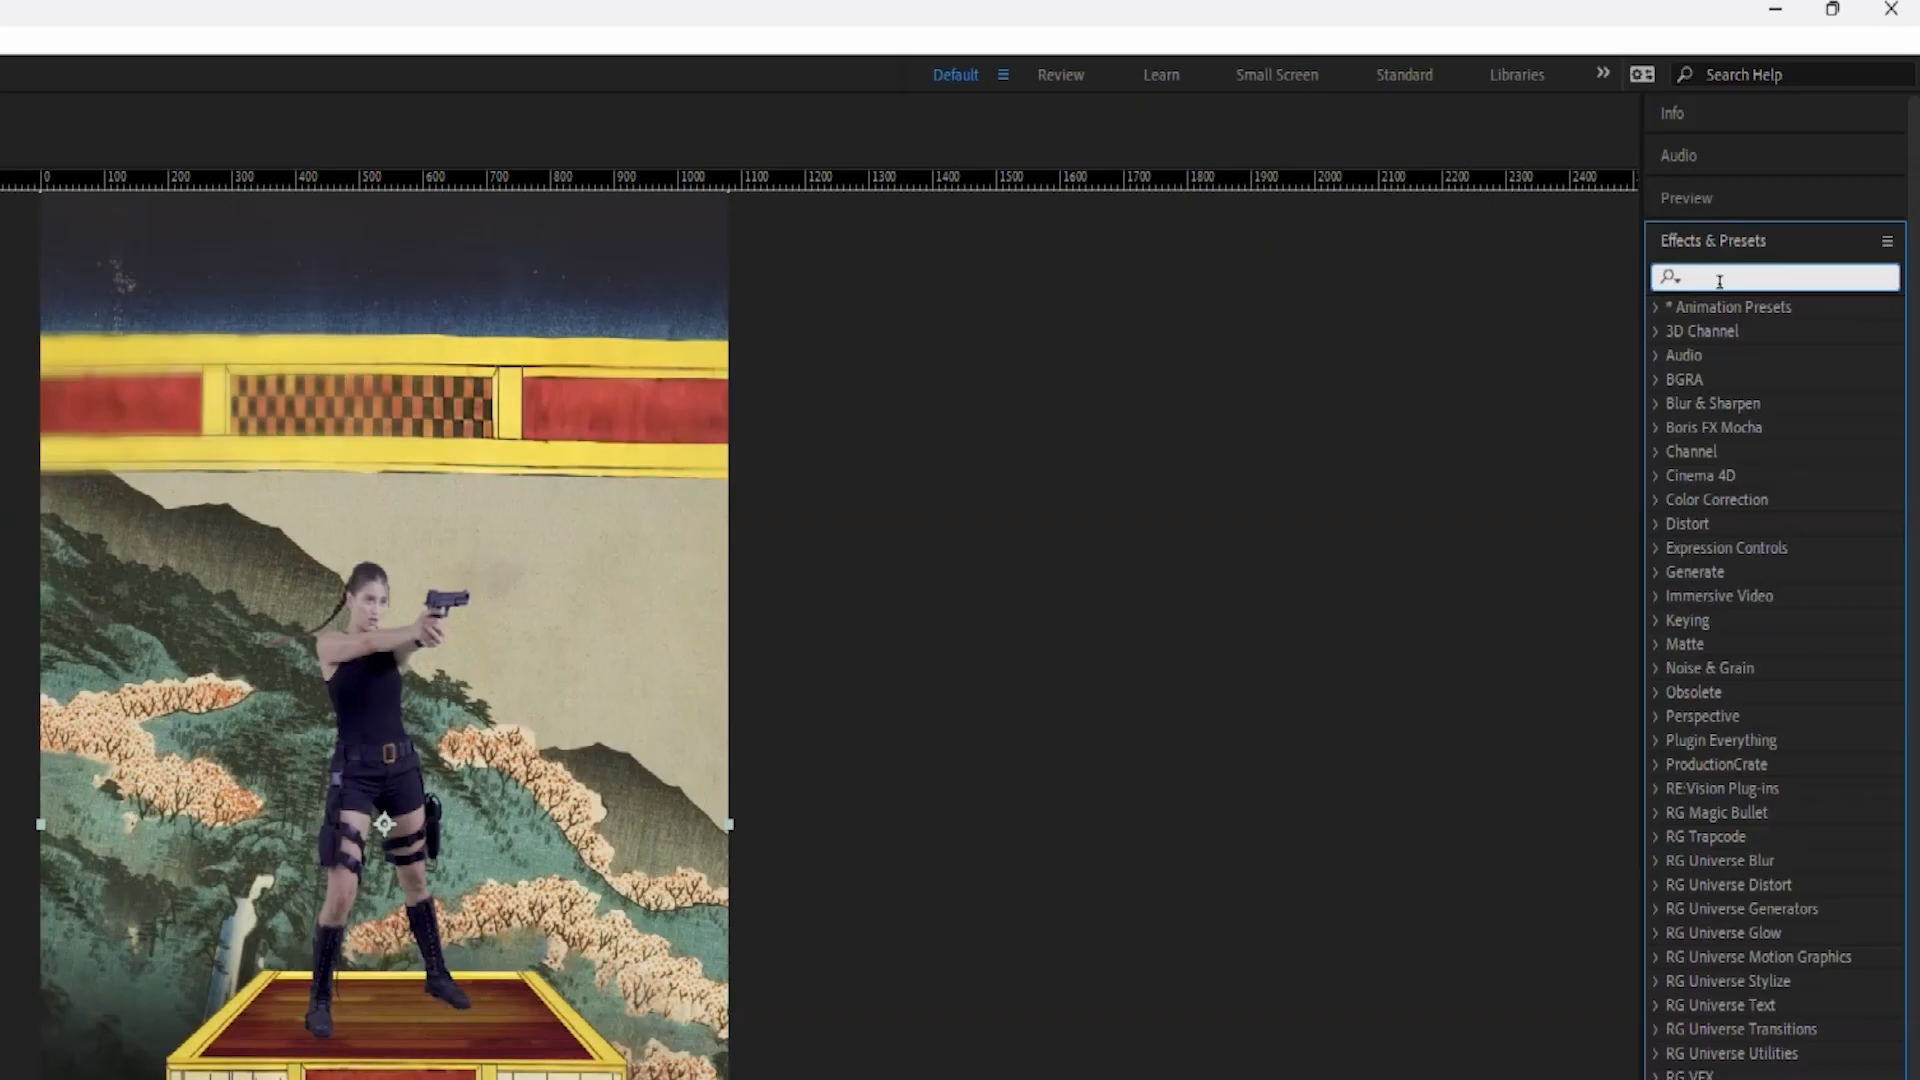 Default
Review
Learn
Small Screen
Standard
Libraries
Search Help
Info
Audio
Preview
0 100 200 300 400 500 600 700 800 900 1000 1100 1200 1300 1400 1500 1600 1700 1800 1900 2000 2100 2200 2300 2400
Effects & Presets
* Animation Presets
3D Channel
Audio
BGRA
Blur & Sharpen
Boris FX Mocha
Channel
Cinema 4D
Color Correction
Distort
Expression Controls
Generate
Immersive Video
Keying
Matte
Noise & Grain
Obsolete
Perspective
Plugin Everything
ProductionCrate
RE:Vision Plug-ins
RG Magic Bullet
RG Trapcode
RG Universe Blur
RG Universe Distort
RG Universe Generators
RG Universe Glow
RG Universe Motion Graphics
RG Universe Stylize
RG Universe Text
RG Universe Transitions
RG Universe Utilities
RG VFX